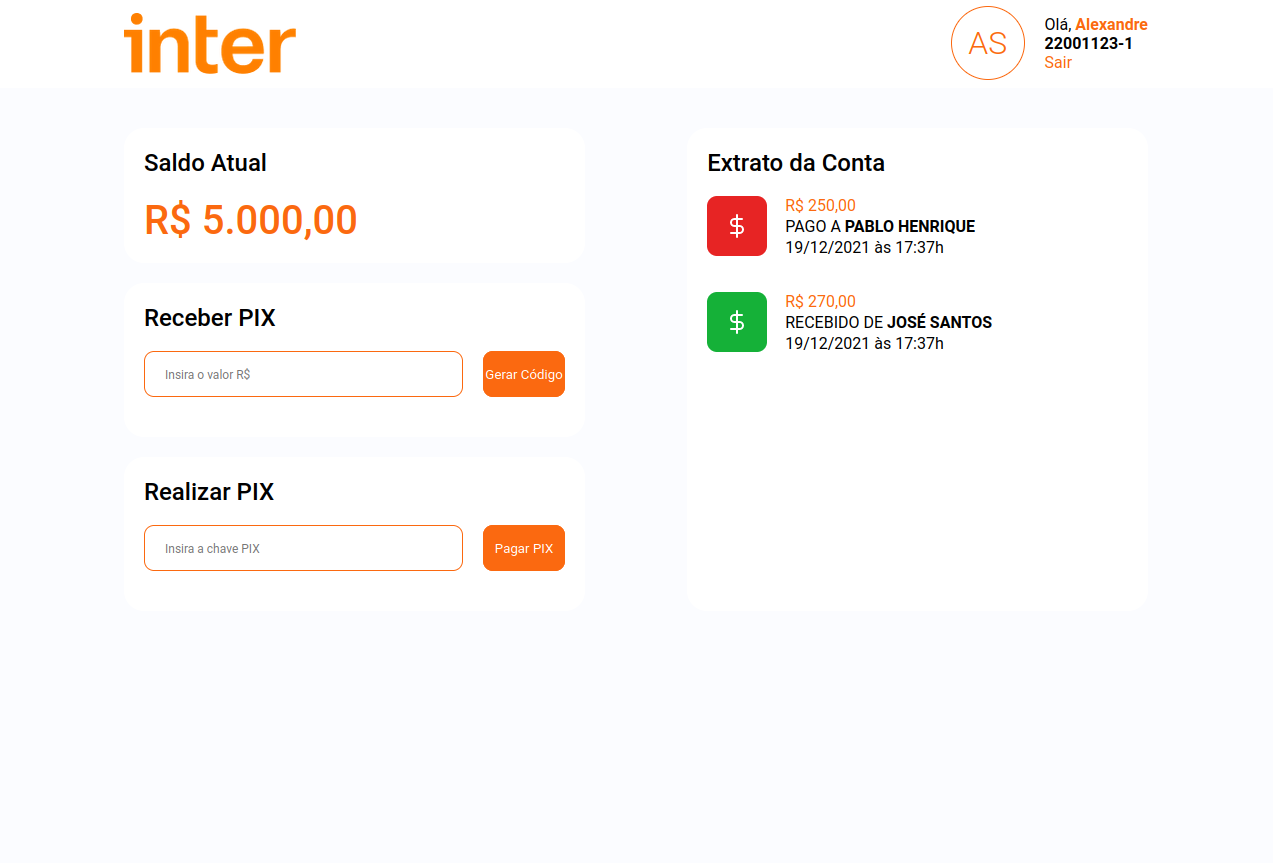 inter
AS
Olá, Alexandre
22001123-1
Sair
Saldo Atual
R$ 5.000,00
Receber PIX
Insira o valor R$
Gerar Código
Realizar PIX
Insira a chave PIX
Pagar PIX
Extrato da Conta
$
R$ 250,00
PAGO A PABLO HENRIQUE
19/12/2021 às 17:37h
$
R$ 270,00
RECEBIDO DE JOSÉ SANTOS
19/12/2021 às 17:37h